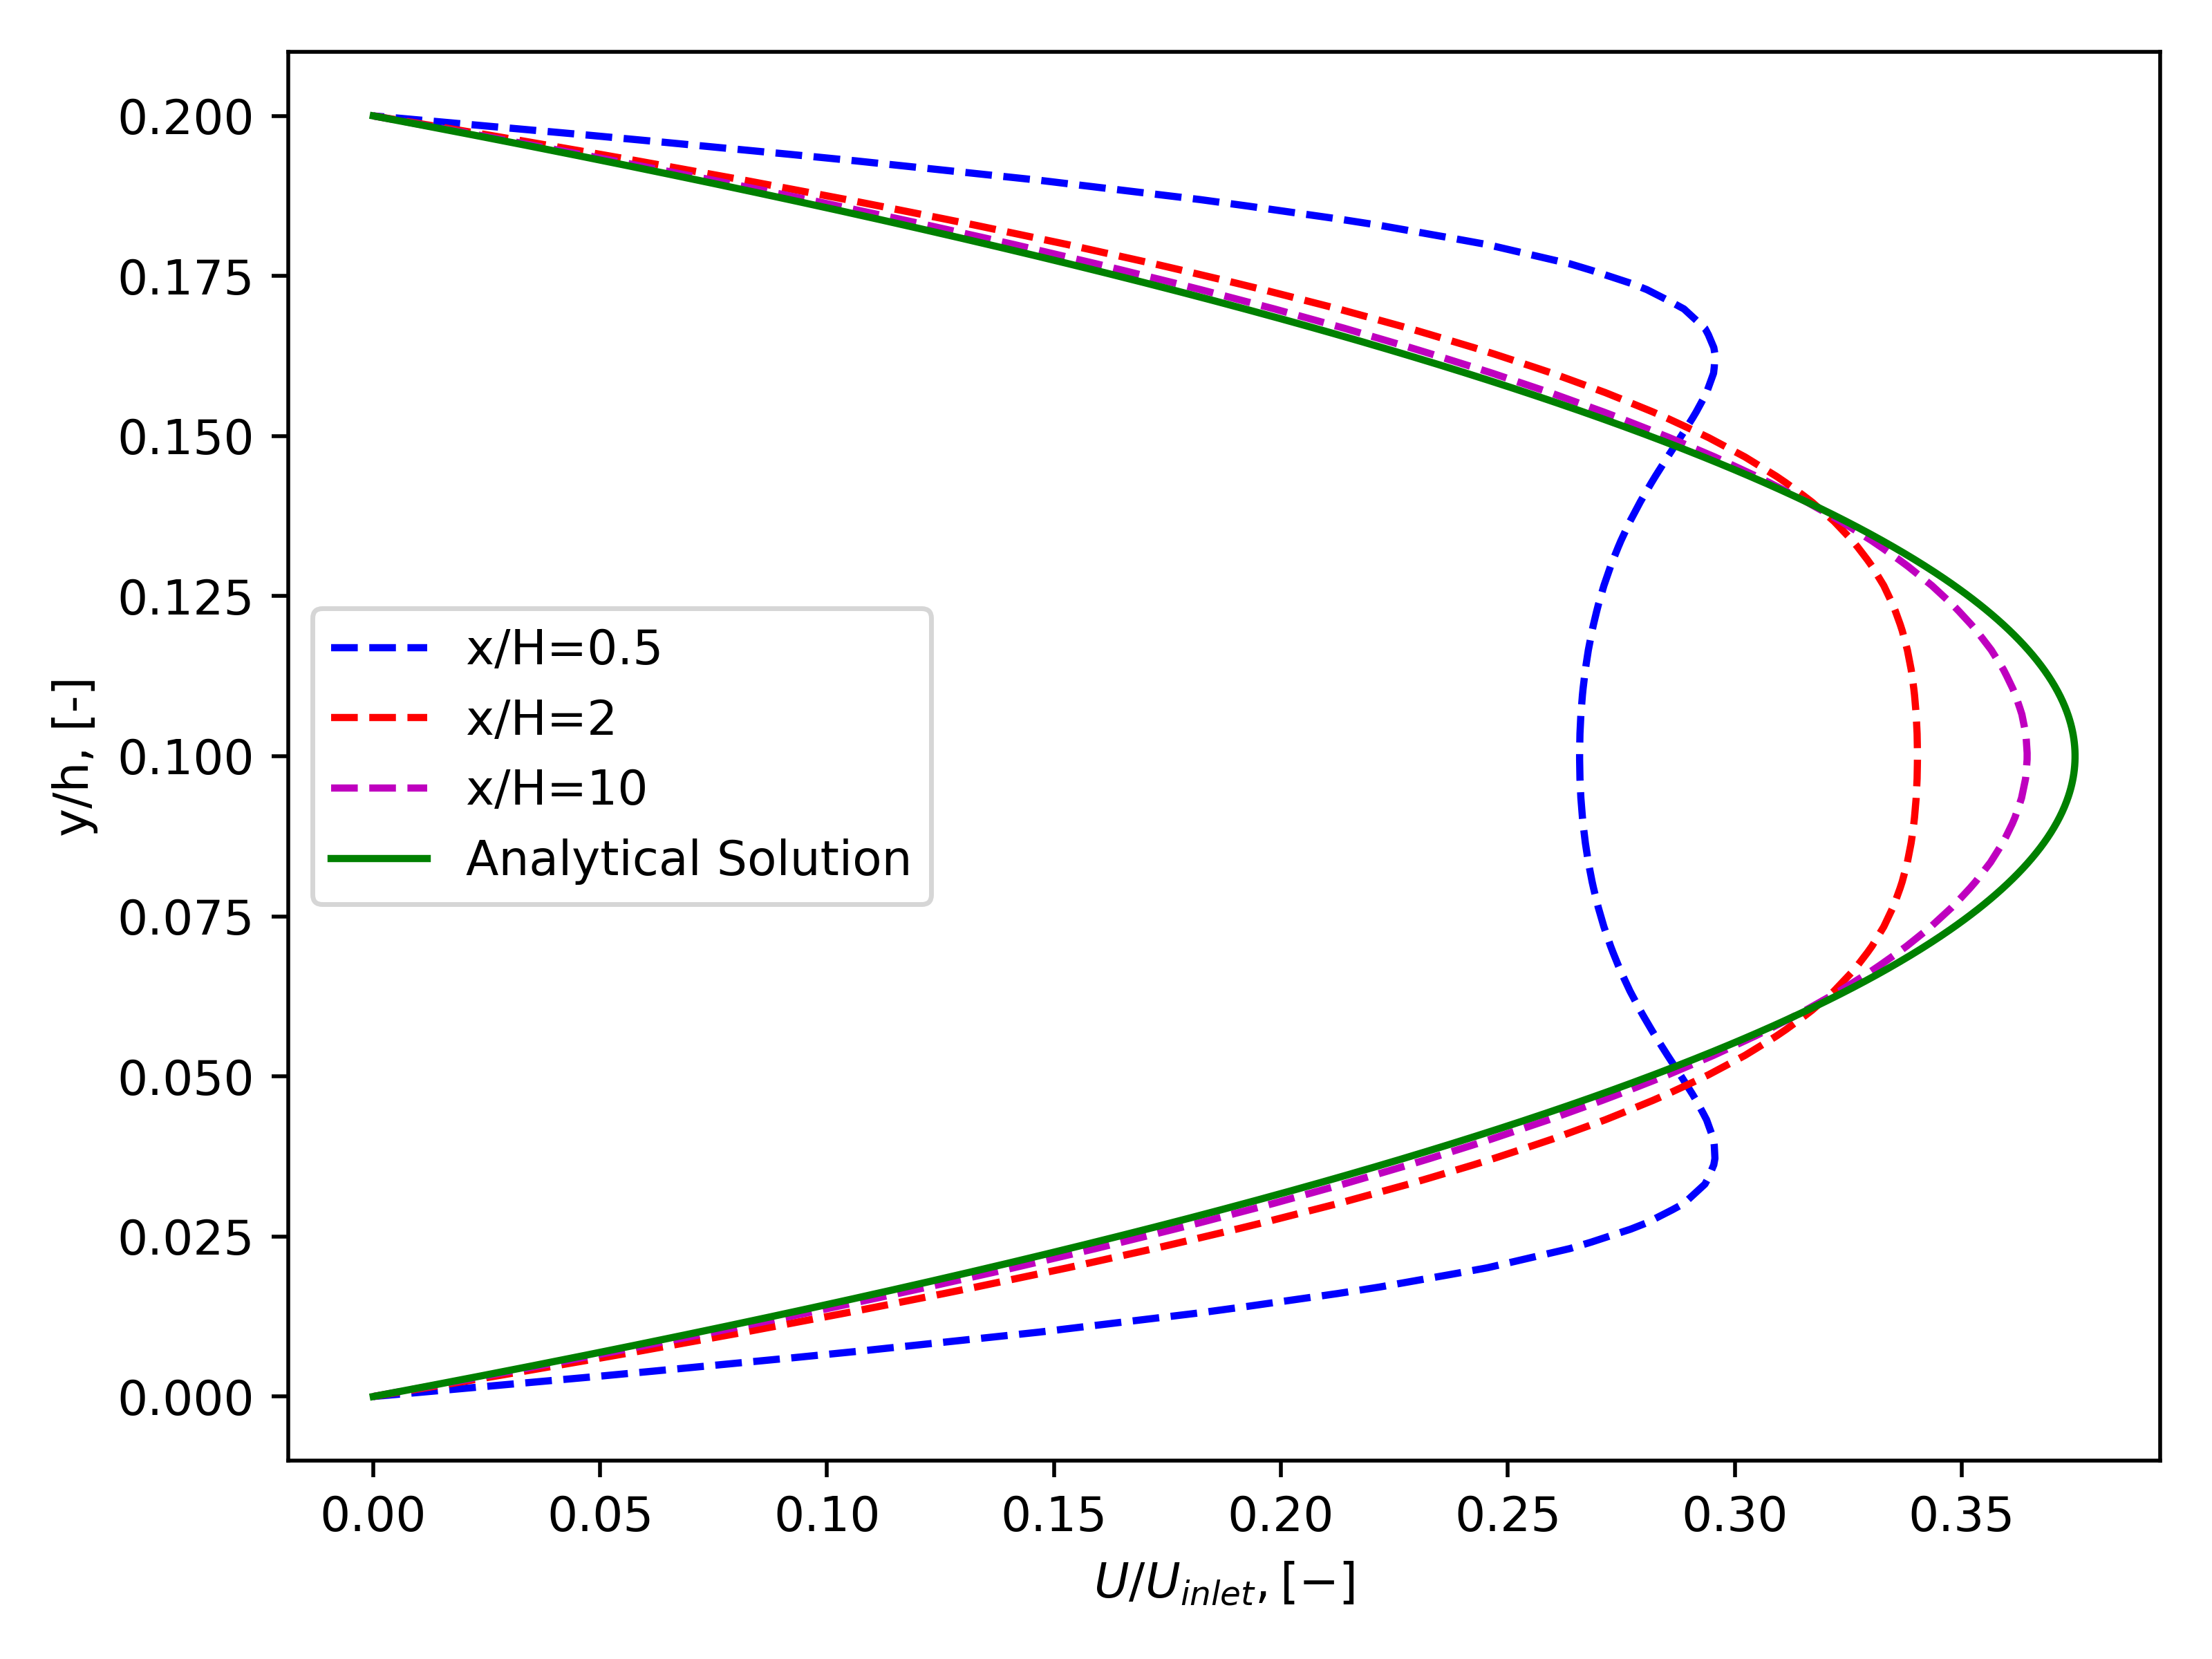 0.200
0.175
0.150
0.125
0.100
0.075
0.050
0.025
0.000
y/h, [-]
x/H=0.5
x/H=2
x/H=10
Analytical Solution
0.00 0.05 0.10 0.15 0.20 0.25 0.30 0.35
U/U_inlet, [−]